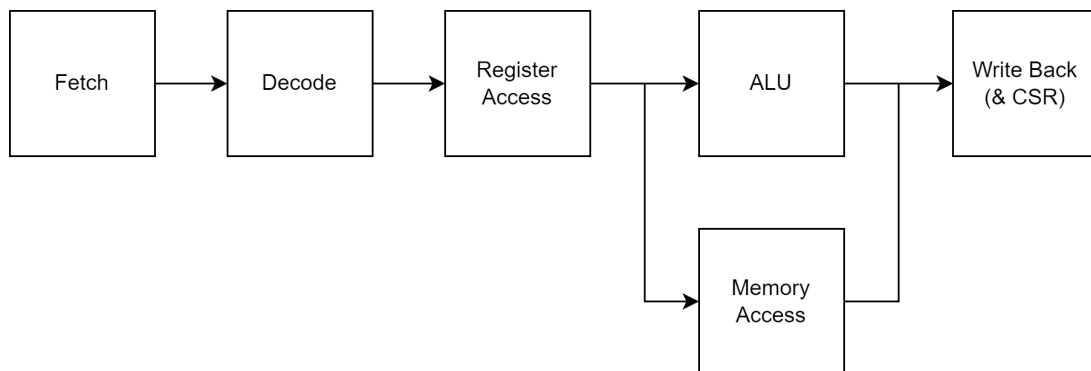 Fetch
Decode
Register
Access
ALU
Write Back
(& CSR)
Memory
Access